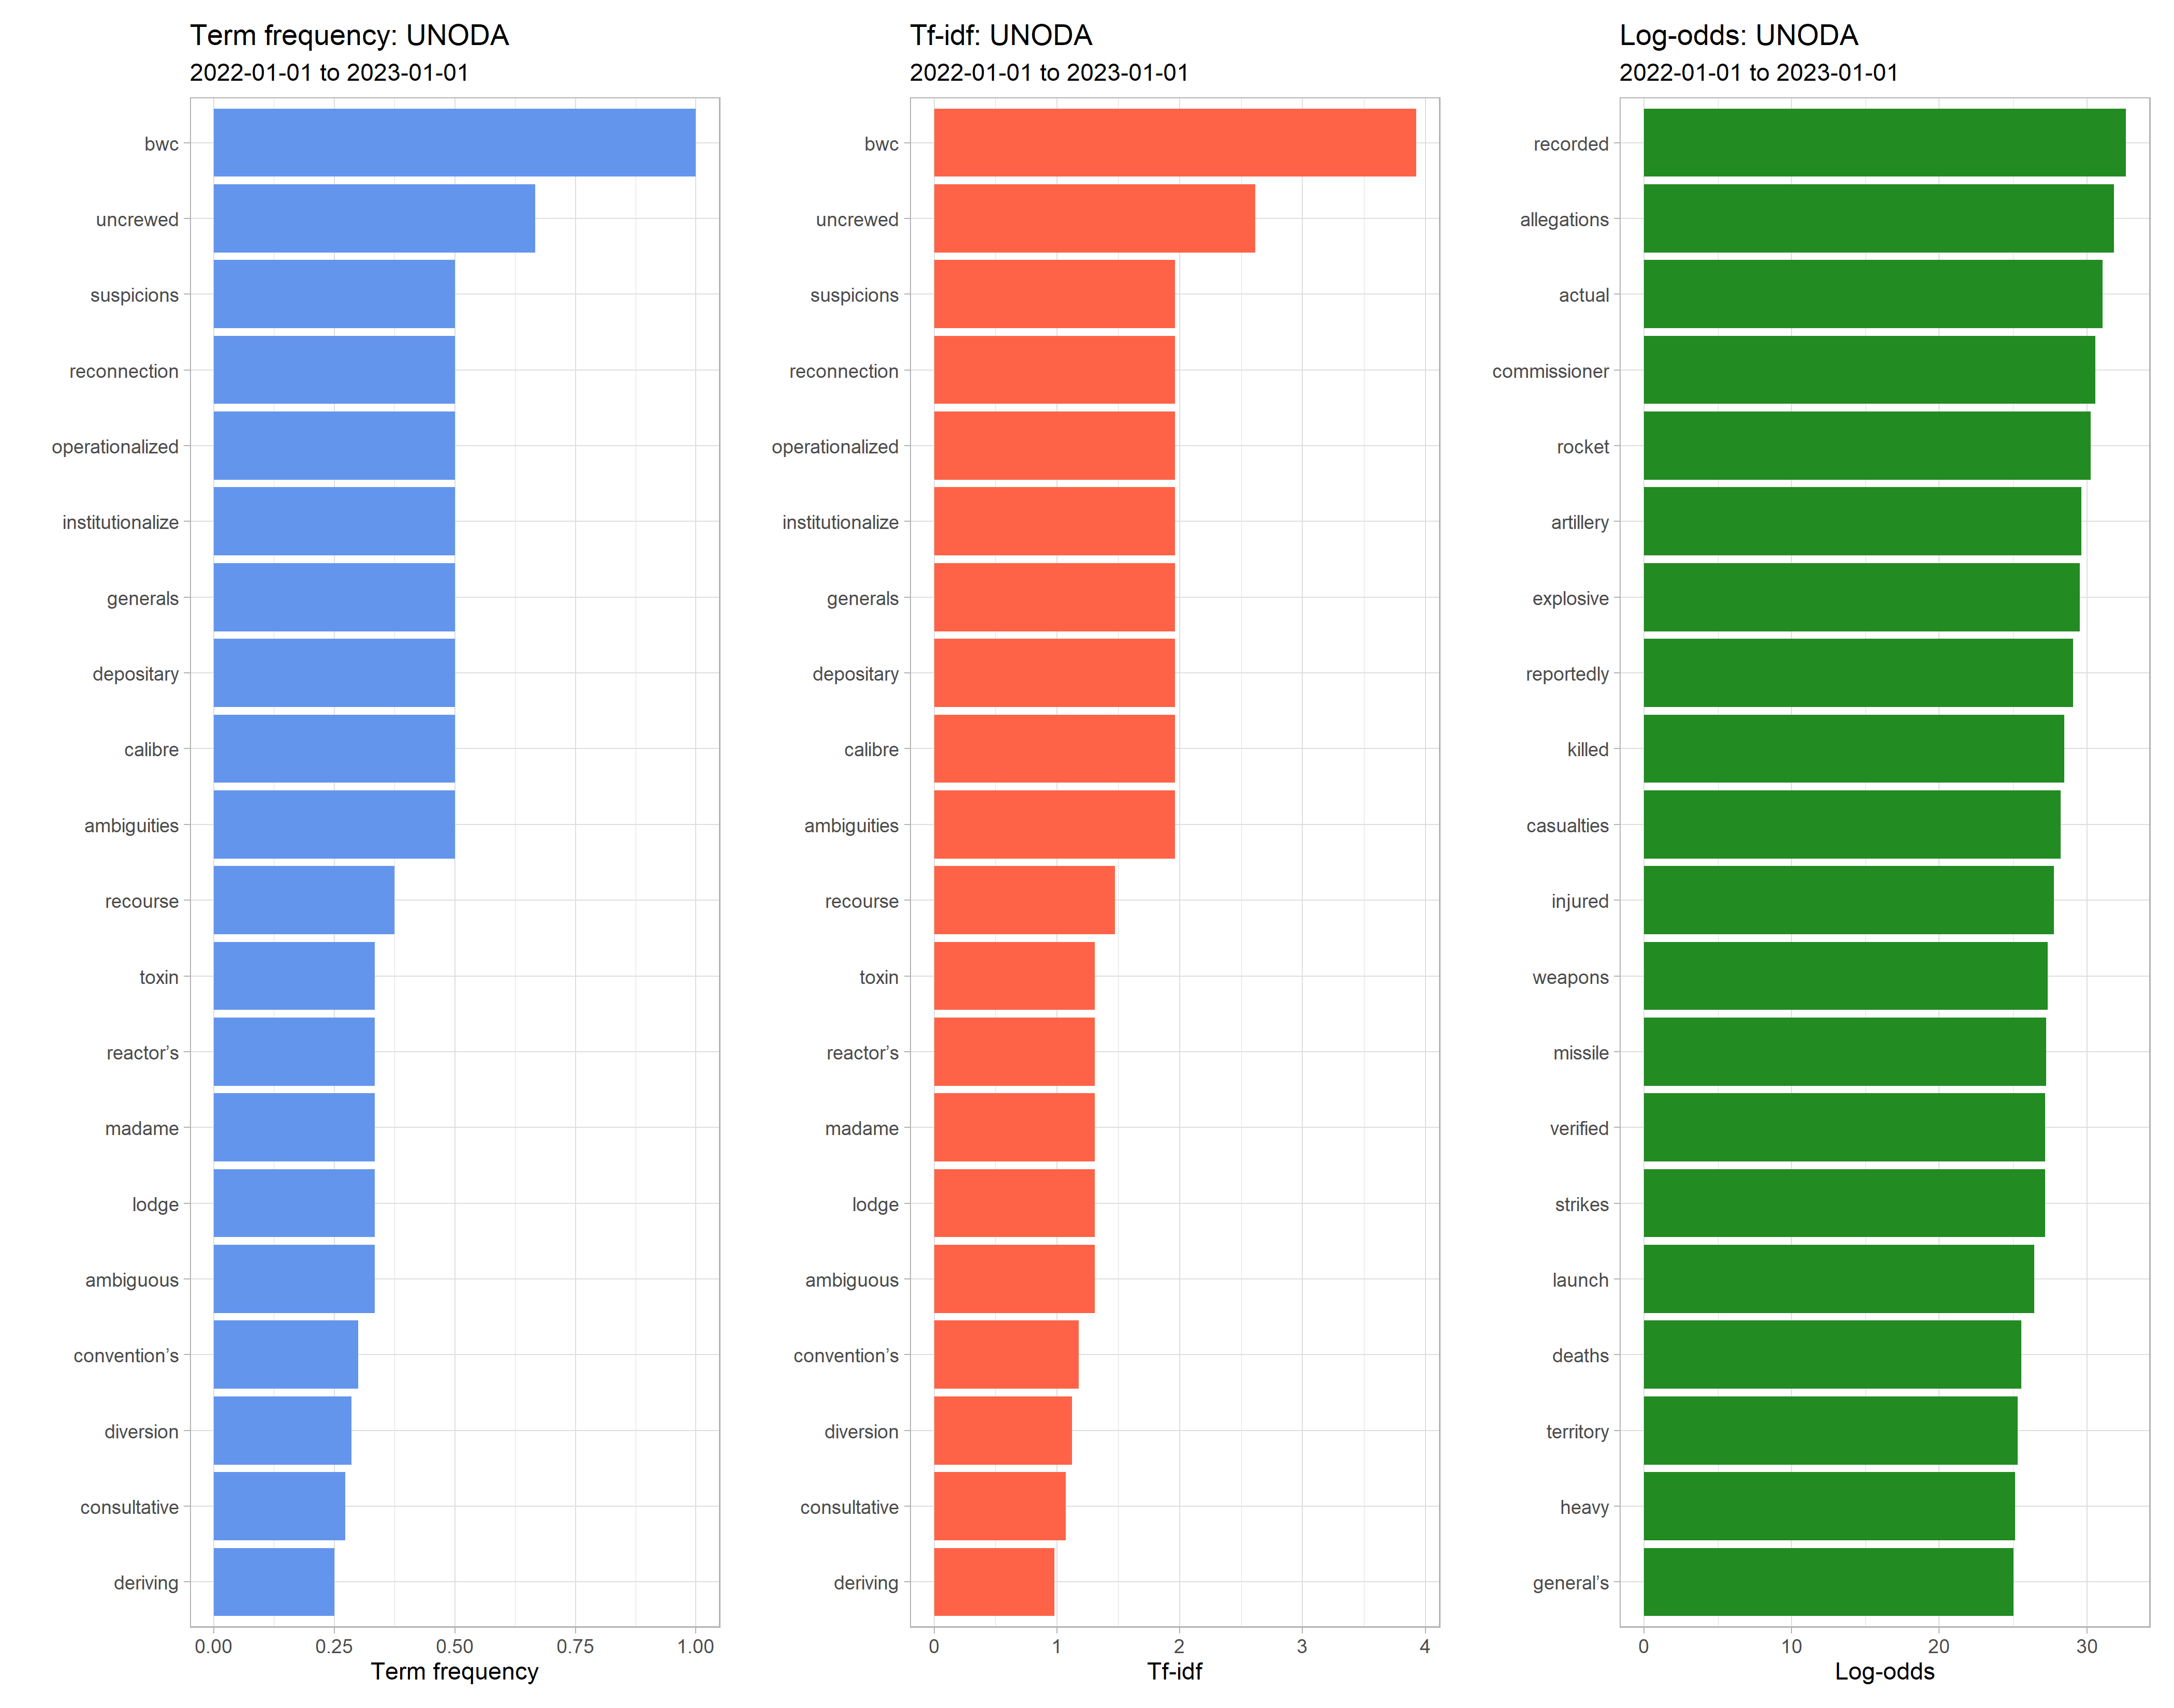 Term frequency: UNODA
2022-01-01 to 2023-01-01
bwc
uncrewed
suspicions
reconnection
operationalized
institutionalize
generals
depositary
calibre
ambiguities
recourse
toxin
reactor’s
madame
lodge
ambiguous
convention’s
diversion
consultative
deriving
0.00 0.25 0.50 0.75 1.00
Term frequency
Tf-idf: UNODA
2022-01-01 to 2023-01-01
bwc
uncrewed
suspicions
reconnection
operationalized
institutionalize
generals
depositary
calibre
ambiguities
recourse
toxin
reactor’s
madame
lodge
ambiguous
convention’s
diversion
consultative
deriving
0 1 2 3 4
Tf-idf
Log-odds: UNODA
2022-01-01 to 2023-01-01
recorded
allegations
actual
commissioner
rocket
artillery
explosive
reportedly
killed
casualties
injured
weapons
missile
verified
strikes
launch
deaths
territory
heavy
general’s
0 10 20 30
Log-odds